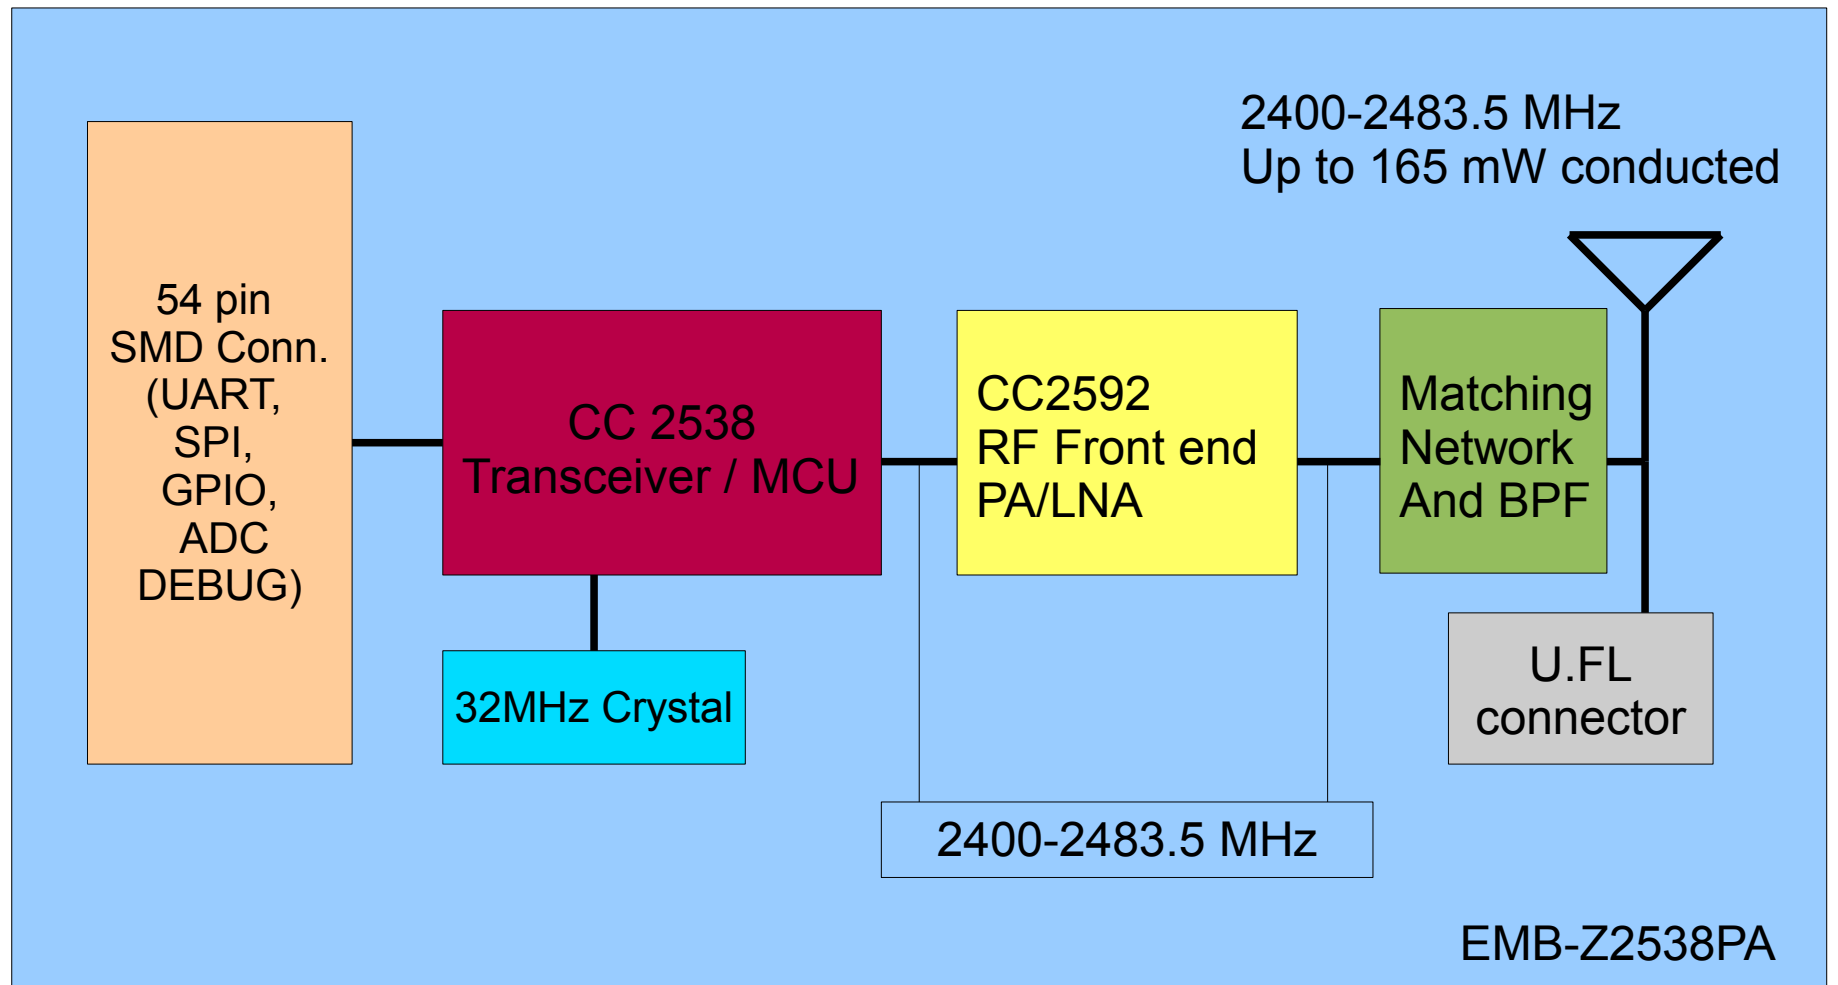 2400-2483.5 MHz
Up to 165 mW conducted
54 pin
SMD Conn.
(UART,
SPI,
GPIO,
ADC
DEBUG)
CC 2538
Transceiver / MCU
CC2592
RF Front end
PA/LNA
Matching
Network
And BPF
32MHz Crystal
U.FL
connector
2400-2483.5 MHz
EMB-Z2538PA